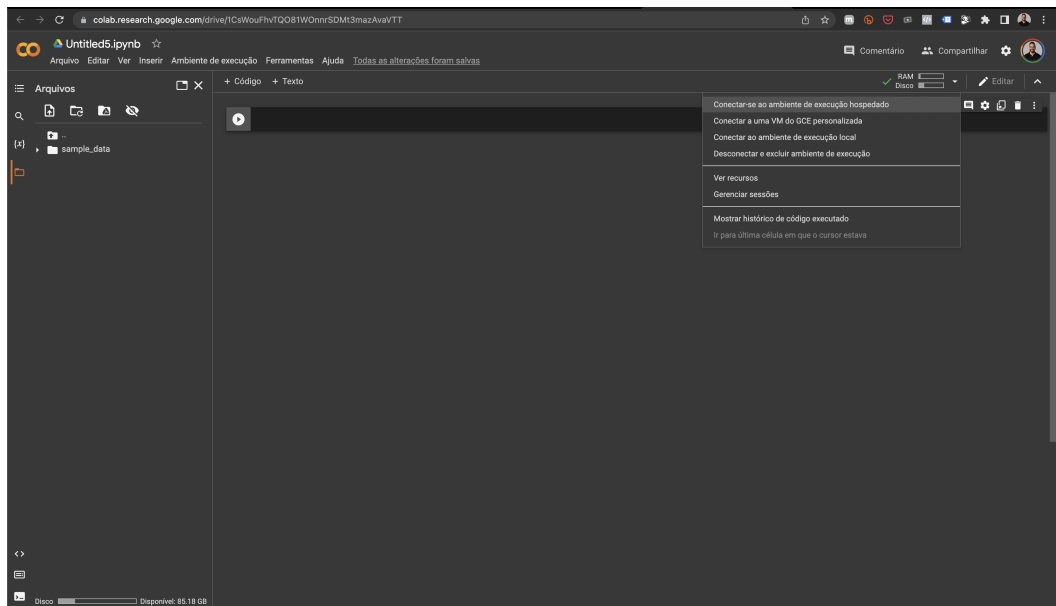 colab.research.google.com/drive/1CsWouFhvTQO81WOnnrSDMt3mazAvaVTT
Untitled5.ipynb
Arquivo Editar Ver Inserir Ambiente de execução Ferramentas Ajuda Todas as alterações foram salvas
Comentário Compartilhar
Arquivos
+ Código + Texto
RAM
Disco
Editar
..
sample_data
{x}
Conectar-se ao ambiente de execução hospedado
Conectar a uma VM do GCE personalizada
Conectar ao ambiente de execução local
Desconectar e excluir ambiente de execução
Ver recursos
Gerenciar sessões
Mostrar histórico de código executado
Ir para última célula em que o cursor estava
Disco Disponível: 85.18 GB